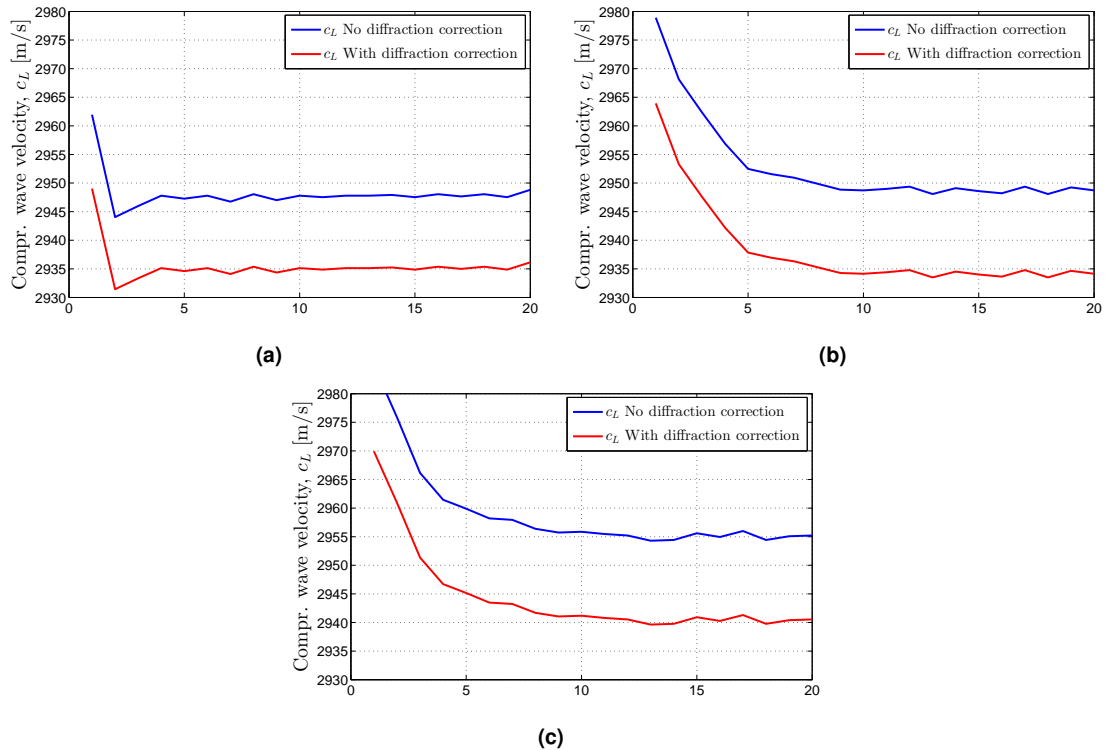 2980
2975
2970
2965
2960
2955
2950
2945
2940
2935
2930
0 5 10 15 20
Compr. wave velocity, c_L [m/s]
c_L No diffraction correction
c_L With diffraction correction
(a)
2980
2975
2970
2965
2960
2955
2950
2945
2940
2935
2930
0 5 10 15 20
Compr. wave velocity, c_L [m/s]
c_L No diffraction correction
c_L With diffraction correction
(b)
2980
2975
2970
2965
2960
2955
2950
2945
2940
2935
2930
0 5 10 15 20
Compr. wave velocity, c_L [m/s]
c_L No diffraction correction
c_L With diffraction correction
(c)